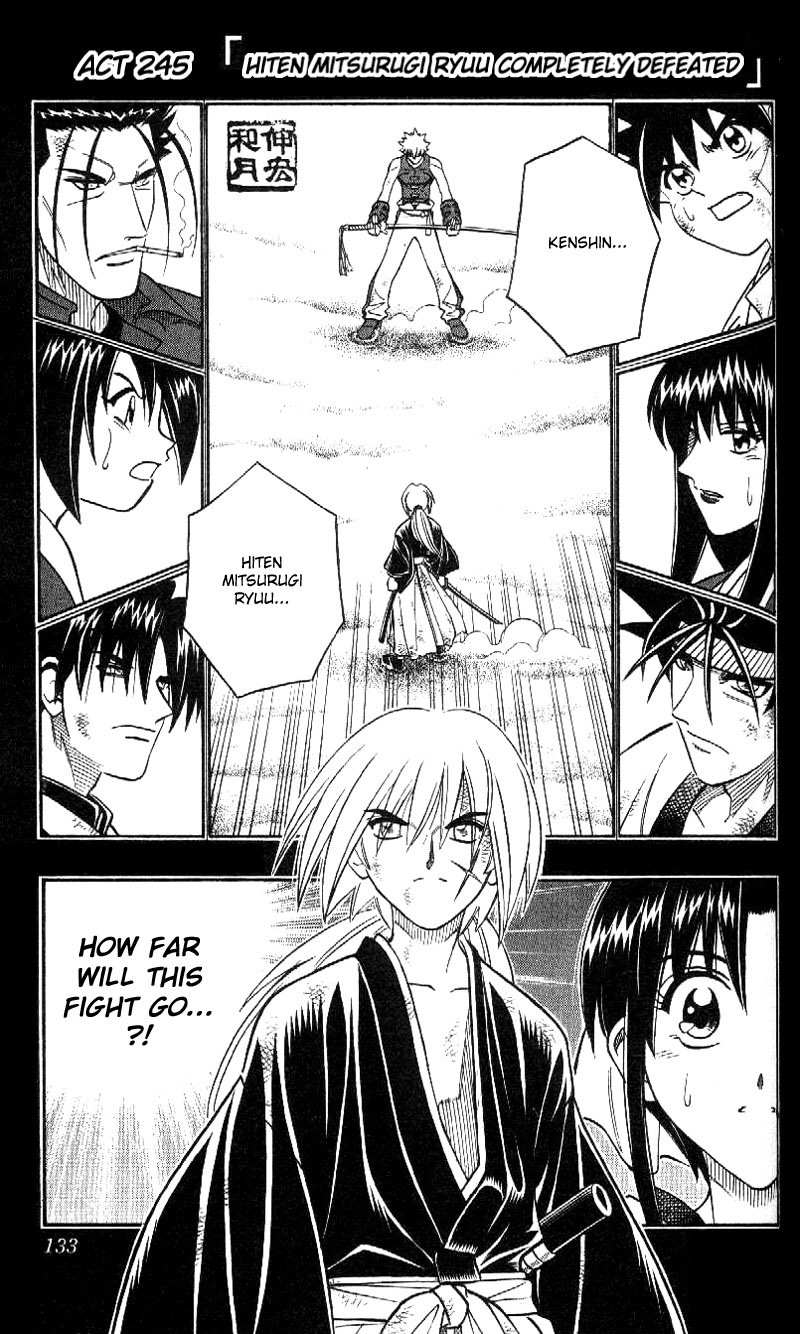 ACT 245 「HITEN MITSURUGI RYUU COMPLETELY DEFEATED」
伸宏
和月
KENSHIN...
HITEN
MITSURUGI
RYUU...
HOW FAR
WILL THIS
FIGHT GO...
?!
133